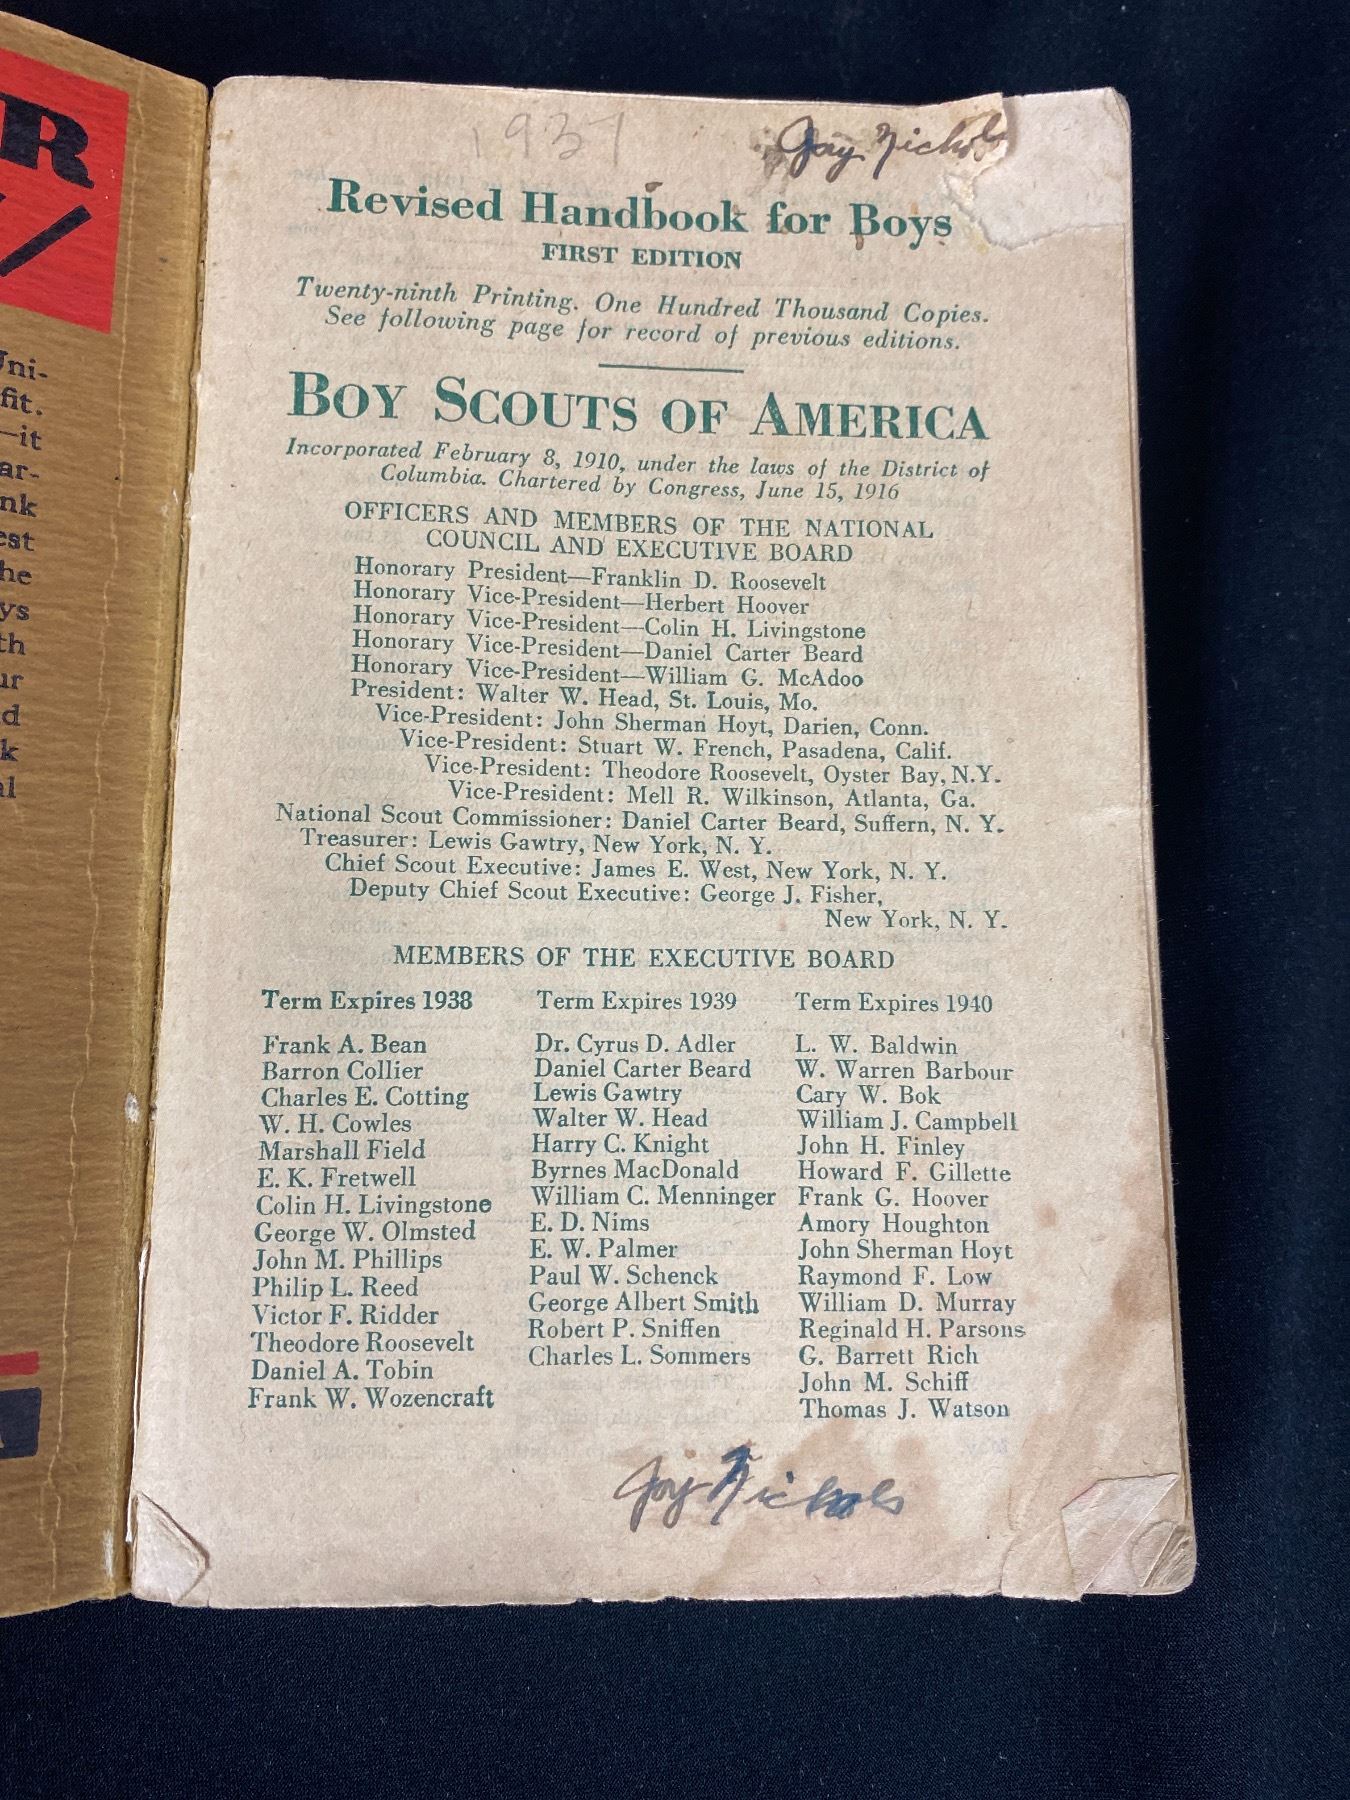 R
Uni-
fit.
—it
ar-
nk
est
he
ys
th
ur
d
k
al
1937
Jay Nichols
Revised Handbook for Boys
FIRST EDITION
Twenty-ninth Printing. One Hundred Thousand Copies.
See following page for record of previous editions.
BOY SCOUTS OF AMERICA
Incorporated February 8, 1910, under the laws of the District of
Columbia. Chartered by Congress, June 15, 1916
OFFICERS AND MEMBERS OF THE NATIONAL
COUNCIL AND EXECUTIVE BOARD
Honorary President—Franklin D. Roosevelt
Honorary Vice-President—Herbert Hoover
Honorary Vice-President—Colin H. Livingstone
Honorary Vice-President—Daniel Carter Beard
Honorary Vice-President—William G. McAdoo
President: Walter W. Head, St. Louis, Mo.
Vice-President: John Sherman Hoyt, Darien, Conn.
Vice-President: Stuart W. French, Pasadena, Calif.
Vice-President: Theodore Roosevelt, Oyster Bay, N.Y.
Vice-President: Mell R. Wilkinson, Atlanta, Ga.
National Scout Commissioner: Daniel Carter Beard, Suffern, N. Y.
Treasurer: Lewis Gawtry, New York, N. Y.
Chief Scout Executive: James E. West, New York, N. Y.
Deputy Chief Scout Executive: George J. Fisher,
New York, N. Y.
MEMBERS OF THE EXECUTIVE BOARD
Term Expires 1938
Frank A. Bean
Barron Collier
Charles E. Cotting
W. H. Cowles
Marshall Field
E. K. Fretwell
Colin H. Livingstone
George W. Olmsted
John M. Phillips
Philip L. Reed
Victor F. Ridder
Theodore Roosevelt
Daniel A. Tobin
Frank W. Wozencraft
Term Expires 1939
Dr. Cyrus D. Adler
Daniel Carter Beard
Lewis Gawtry
Walter W. Head
Harry C. Knight
Byrnes MacDonald
William C. Menninger
E. D. Nims
E. W. Palmer
Paul W. Schenck
George Albert Smith
Robert P. Sniffen
Charles L. Sommers
Term Expires 1940
L. W. Baldwin
W. Warren Barbour
Cary W. Bok
William J. Campbell
John H. Finley
Howard F. Gillette
Frank G. Hoover
Amory Houghton
John Sherman Hoyt
Raymond F. Low
William D. Murray
Reginald H. Parsons
G. Barrett Rich
John M. Schiff
Thomas J. Watson
Joy Nichols